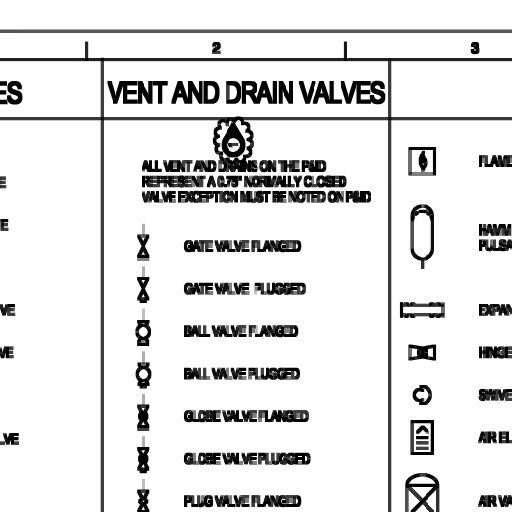 2
3
ES
VENT AND DRAIN VALVES
ALL VENT AND DRAINS ON THE P&ID
REPRESENT A 0.75" NORMALLY CLOSED
VALVE EXCEPTION MUST BE NOTED ON P&ID
E
FLAME
E
GATE VALVE FLANGED
PULSA
GATE VALVE PLUGGED
VE
BALL VALVE FLANGED
EXPAN
VE
BALL VALVE PLUGGED
HINGE
GLOBE VALVE FLANGED
SWIVE
LVE
GLOBE VALVE PLUGGED
AIR EL
PLUG VALVE FLANGED
AIR VA